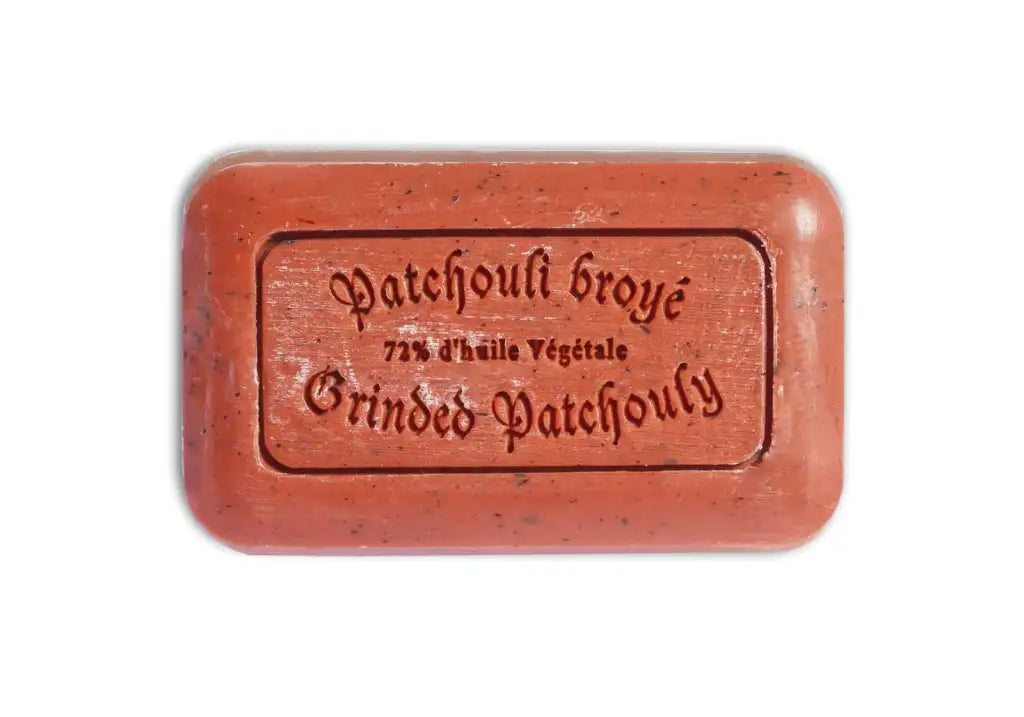 Patchouli broyé
72% d'huile Végétale
Grinded Patchouly